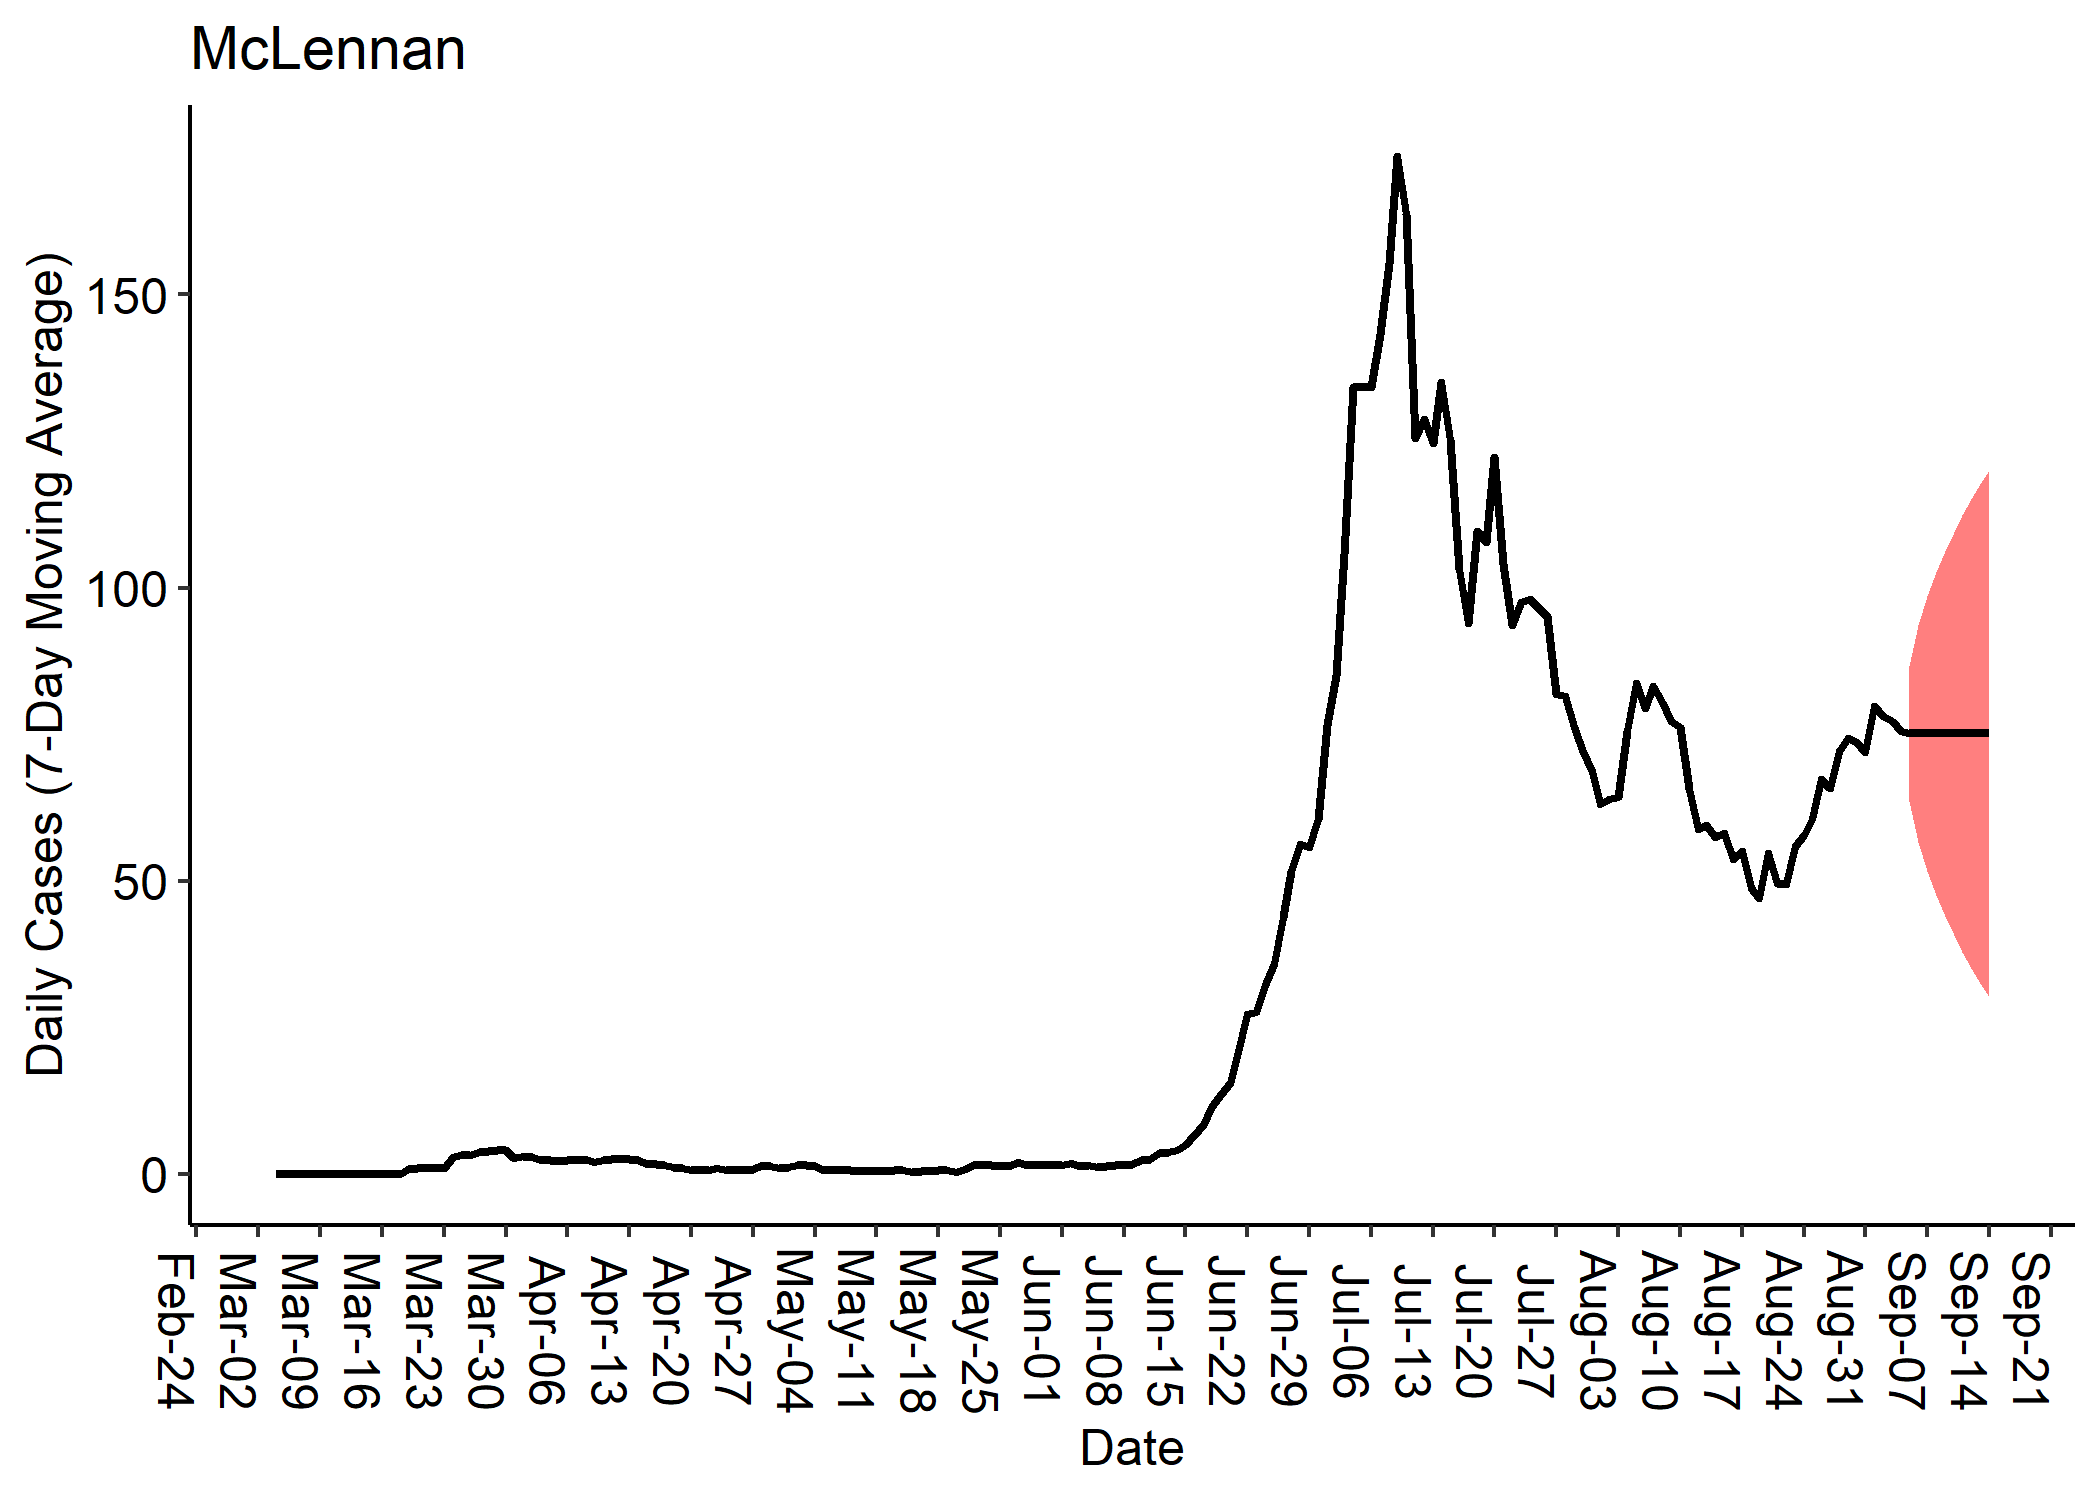 McLennan
Daily Cases (7-Day Moving Average)
150
100
50
0
Feb-24
Mar-02
Mar-09
Mar-16
Mar-23
Mar-30
Apr-06
Apr-13
Apr-20
Apr-27
May-04
May-11
May-18
May-25
Jun-01
Jun-08
Jun-15
Jun-22
Jun-29
Jul-06
Jul-13
Jul-20
Jul-27
Aug-03
Aug-10
Aug-17
Aug-24
Aug-31
Sep-07
Sep-14
Sep-21
Date